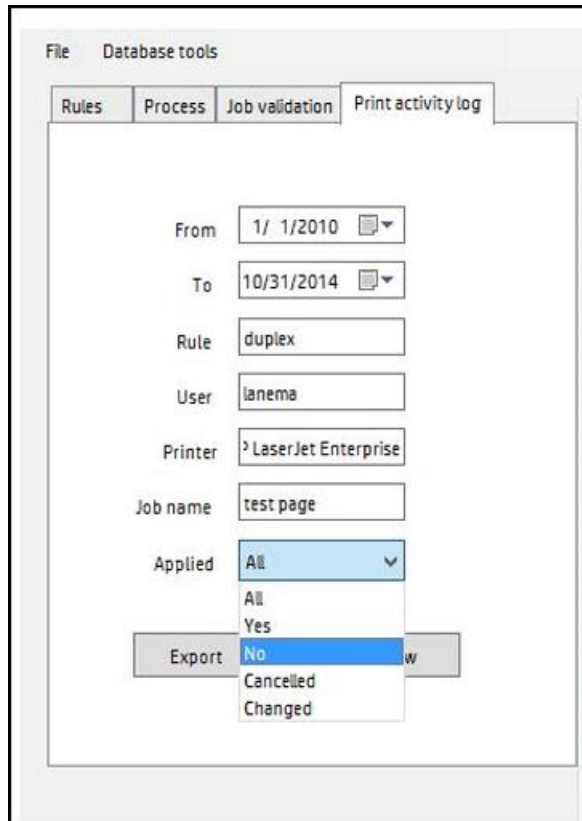 File Database tools
Rules Process Job validation Print activity log
From 1/ 1/2010
To 10/31/2014
Rule duplex
User lanema
Printer LaserJet Enterprise
Job name test page
Applied All
All
Yes
Export No w
Cancelled
Changed